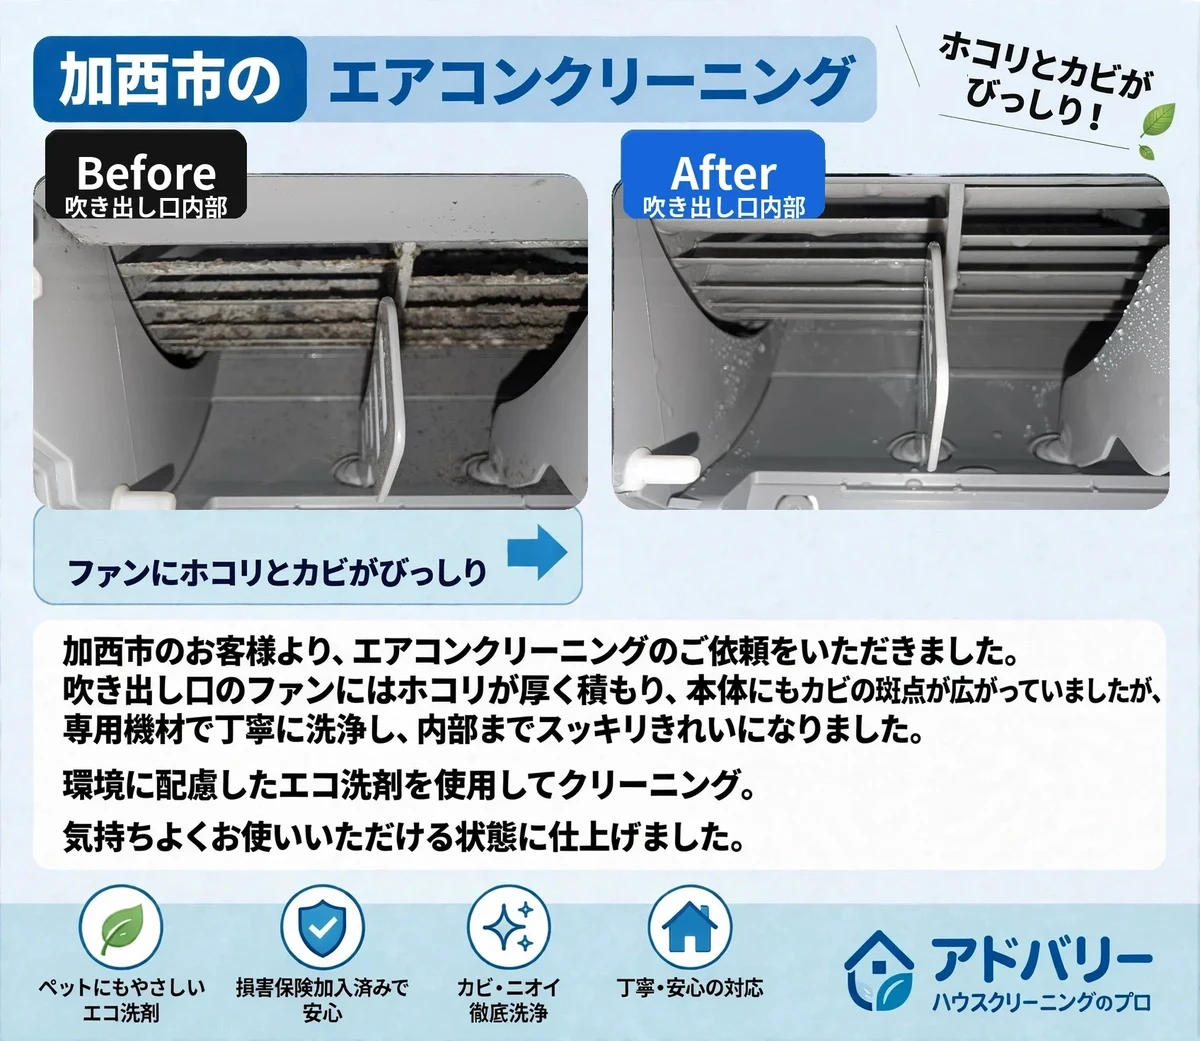 加西市の エアコンクリーニング
ホコリとカビが
びっしり！
Before
吹き出し口内部
After
吹き出し口内部
ファンにホコリとカビがびっしり
加西市のお客様より、エアコンクリーニングのご依頼をいただきました。
吹き出し口のファンにはホコリが厚く積もり、本体にもカビの斑点が広がっていましたが、
専用機材で丁寧に洗浄し、内部までスッキリきれいになりました。
環境に配慮したエコ洗剤を使用してクリーニング。
気持ちよくお使いいただける状態に仕上げました。
ペットにもやさしい
エコ洗剤
損害保険加入済みで
安心
カビ・ニオイ
徹底洗浄
丁寧・安心の対応
アドバリー
ハウスクリーニングのプロ